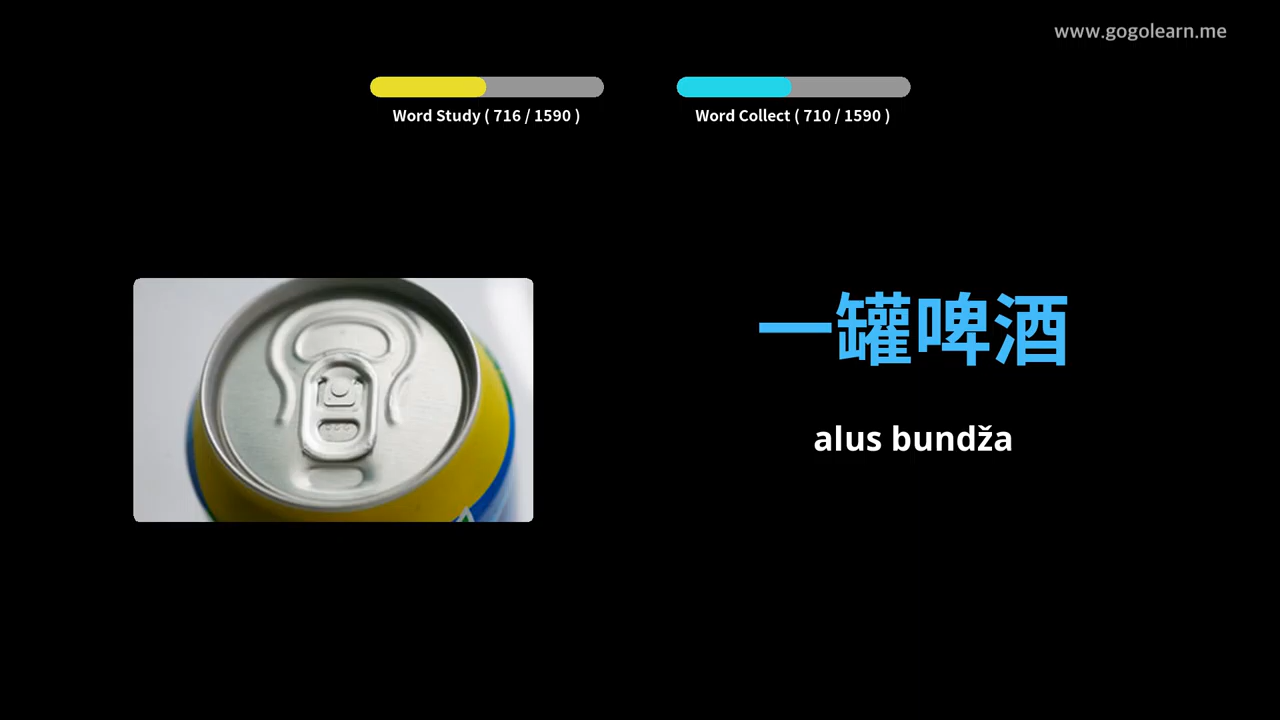 www.gogolearn.me
Word Study ( 716 / 1590 )
Word Collect ( 710 / 1590 )
一罐啤酒
alus bundža